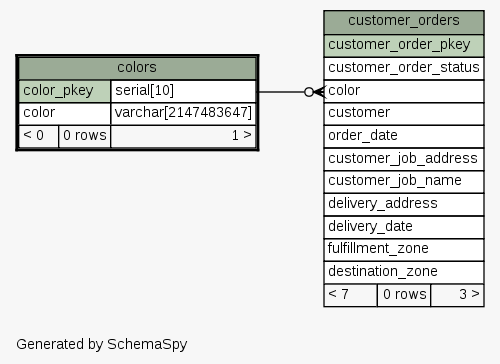 colors
color_pkey serial[10]
color varchar[2147483647]
< 0 0 rows 1 >
customer_orders
customer_order_pkey
customer_order_status
color
customer
order_date
customer_job_address
customer_job_name
delivery_address
delivery_date
fulfillment_zone
destination_zone
< 7 0 rows 3 >
Generated by SchemaSpy